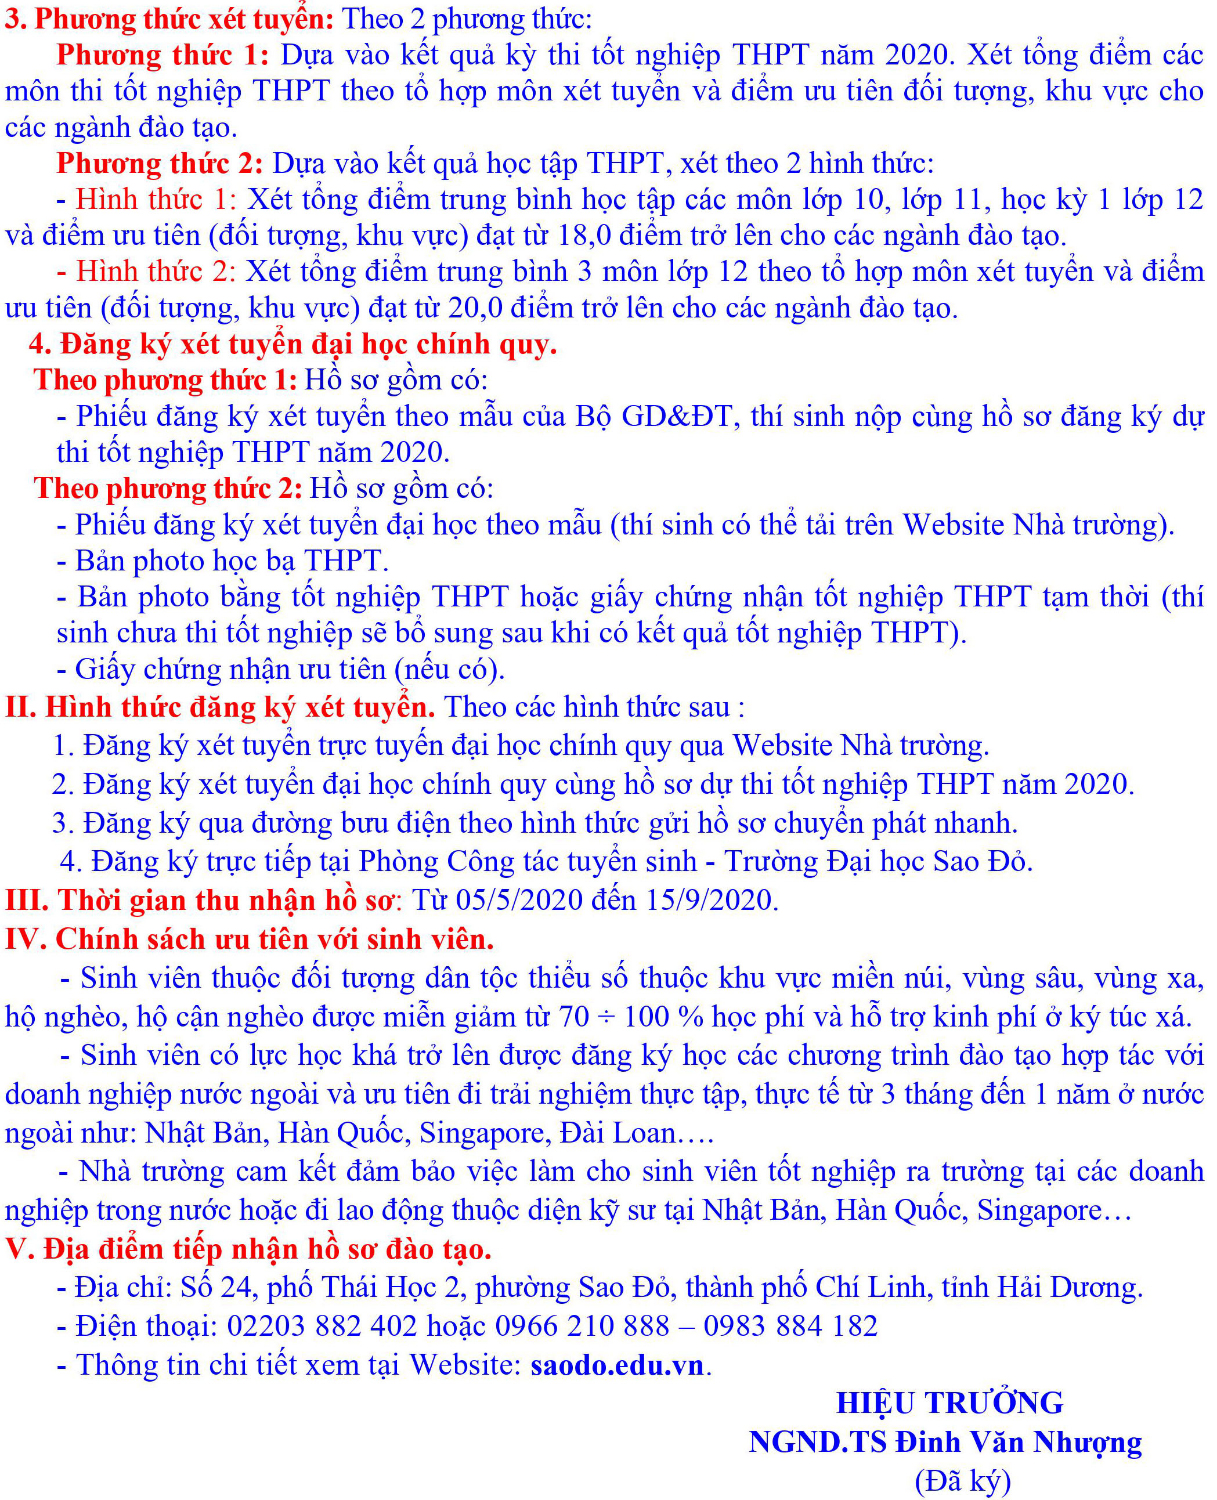 3. Phương thức xét tuyển: Theo 2 phương thức:
Phương thức 1: Dựa vào kết quả kỳ thi tốt nghiệp THPT năm 2020. Xét tổng điểm các
môn thi tốt nghiệp THPT theo tổ hợp môn xét tuyển và điểm ưu tiên đối tượng, khu vực cho
các ngành đào tạo.
Phương thức 2: Dựa vào kết quả học tập THPT, xét theo 2 hình thức:
- Hình thức 1: Xét tổng điểm trung bình học tập các môn lớp 10, lớp 11, học kỳ 1 lớp 12
và điểm ưu tiên (đối tượng, khu vực) đạt từ 18,0 điểm trở lên cho các ngành đào tạo.
- Hình thức 2: Xét tổng điểm trung bình 3 môn lớp 12 theo tổ hợp môn xét tuyển và điểm
ưu tiên (đối tượng, khu vực) đạt từ 20,0 điểm trở lên cho các ngành đào tạo.
4. Đăng ký xét tuyển đại học chính quy.
Theo phương thức 1: Hồ sơ gồm có:
- Phiếu đăng ký xét tuyển theo mẫu của Bộ GD&ĐT, thí sinh nộp cùng hồ sơ đăng ký dự
thi tốt nghiệp THPT năm 2020.
Theo phương thức 2: Hồ sơ gồm có:
- Phiếu đăng ký xét tuyển đại học theo mẫu (thí sinh có thể tải trên Website Nhà trường).
- Bản photo học bạ THPT.
- Bản photo bằng tốt nghiệp THPT hoặc giấy chứng nhận tốt nghiệp THPT tạm thời (thí
sinh chưa thi tốt nghiệp sẽ bổ sung sau khi có kết quả tốt nghiệp THPT).
- Giấy chứng nhận ưu tiên (nếu có).
II. Hình thức đăng ký xét tuyển. Theo các hình thức sau :
1. Đăng ký xét tuyển trực tuyến đại học chính quy qua Website Nhà trường.
2. Đăng ký xét tuyển đại học chính quy cùng hồ sơ dự thi tốt nghiệp THPT năm 2020.
3. Đăng ký qua đường bưu điện theo hình thức gửi hồ sơ chuyển phát nhanh.
4. Đăng ký trực tiếp tại Phòng Công tác tuyển sinh - Trường Đại học Sao Đỏ.
III. Thời gian thu nhận hồ sơ: Từ 05/5/2020 đến 15/9/2020.
IV. Chính sách ưu tiên với sinh viên.
- Sinh viên thuộc đối tượng dân tộc thiểu số thuộc khu vực miền núi, vùng sâu, vùng xa,
hộ nghèo, hộ cận nghèo được miễn giảm từ 70 ÷ 100 % học phí và hỗ trợ kinh phí ở ký túc xá.
- Sinh viên có lực học khá trở lên được đăng ký học các chương trình đào tạo hợp tác với
doanh nghiệp nước ngoài và ưu tiên đi trải nghiệm thực tập, thực tế từ 3 tháng đến 1 năm ở nước
ngoài như: Nhật Bản, Hàn Quốc, Singapore, Đài Loan….
- Nhà trường cam kết đảm bảo việc làm cho sinh viên tốt nghiệp ra trường tại các doanh
nghiệp trong nước hoặc đi lao động thuộc diện kỹ sư tại Nhật Bản, Hàn Quốc, Singapore…
V. Địa điểm tiếp nhận hồ sơ đào tạo.
- Địa chỉ: Số 24, phố Thái Học 2, phường Sao Đỏ, thành phố Chí Linh, tỉnh Hải Dương.
- Điện thoại: 02203 882 402 hoặc 0966 210 888 – 0983 884 182
- Thông tin chi tiết xem tại Website: saodo.edu.vn.
HIỆU TRƯỞNG
NGND.TS Đinh Văn Nhượng
(Đã ký)